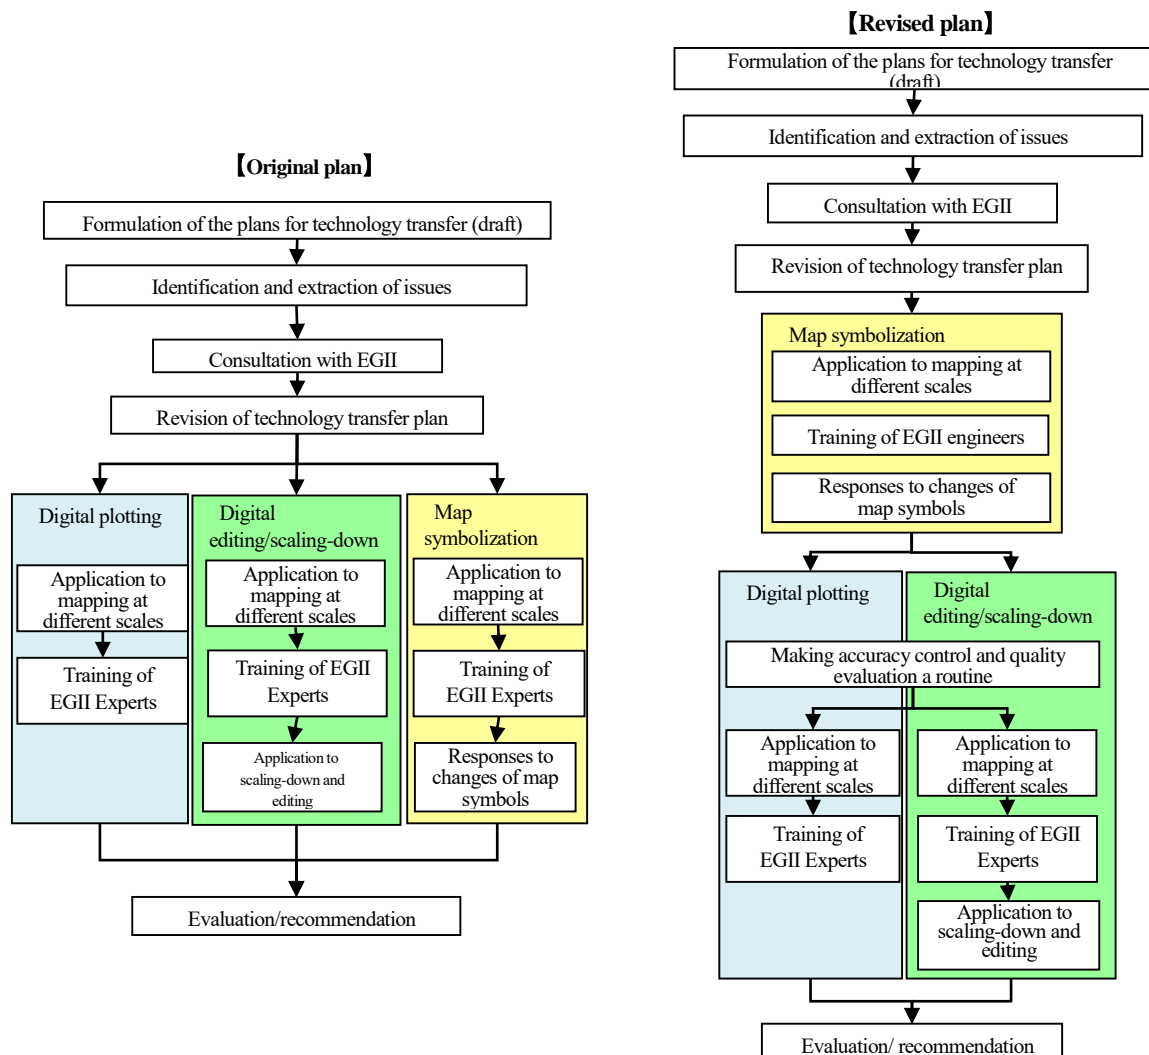 【Original plan】
Formulation of the plans for technology transfer (draft)
Identification and extraction of issues
Consultation with EGII
Revision of technology transfer plan
Digital plotting
Application to
mapping at
different scales
Training of
EGII Experts
Digital
editing/scaling-down
Application to
mapping at
different scales
Training of EGII
Experts
Application to
scaling-down and
editing
Map
symbolization
Application to
mapping at
different scales
Training of
EGII Experts
Responses to
changes of map
symbols
Evaluation/recommendation
【Revised plan】
Formulation of the plans for technology transfer
(draft)
Identification and extraction of issues
Consultation with EGII
Revision of technology transfer plan
Map symbolization
Application to mapping at
different scales
Training of EGII engineers
Responses to changes of
map symbols
Digital plotting
Digital
editing/scaling-down
Making accuracy control and quality
evaluation a routine
Application to
mapping at
different scales
Training of
EGII Experts
Application to
mapping at
different scales
Training of EGII
Experts
Application to
scaling-down and
editing
Evaluation/ recommendation